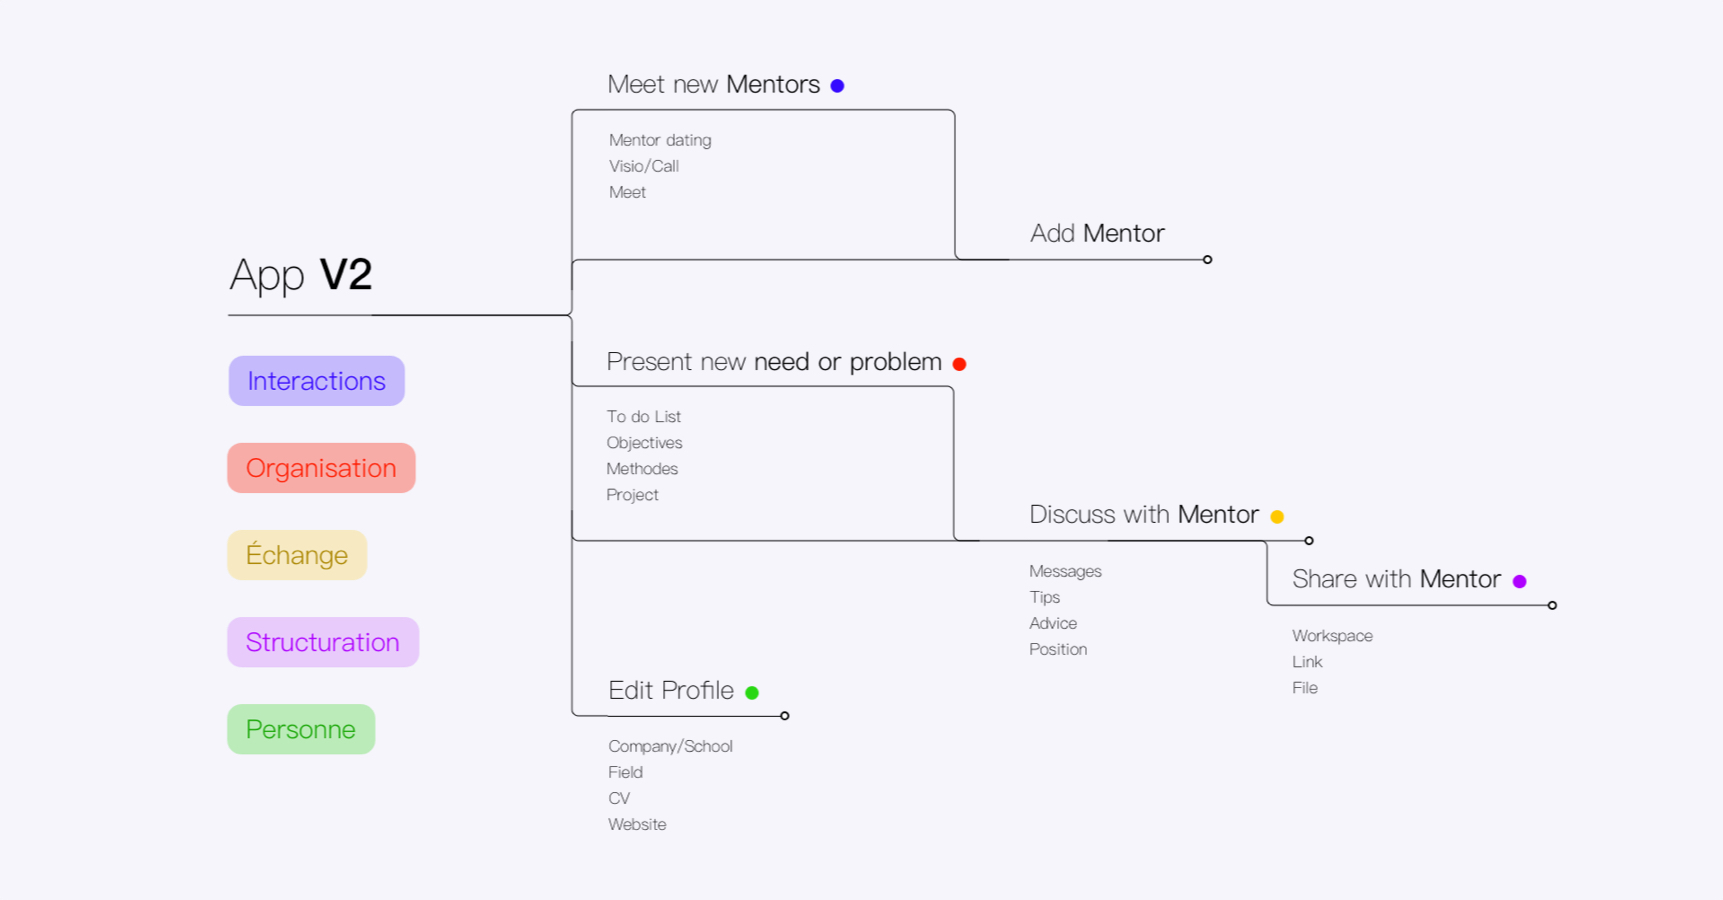 App V2
Interactions
Organisation
Échange
Structuration
Personne
Meet new Mentors
Mentor dating
Visio/Call
Meet
Add Mentor
Present new need or problem
To do List
Objectives
Methodes
Project
Discuss with Mentor
Messages
Tips
Advice
Position
Share with Mentor
Workspace
Link
File
Edit Profile
Company/School
Field
CV
Website